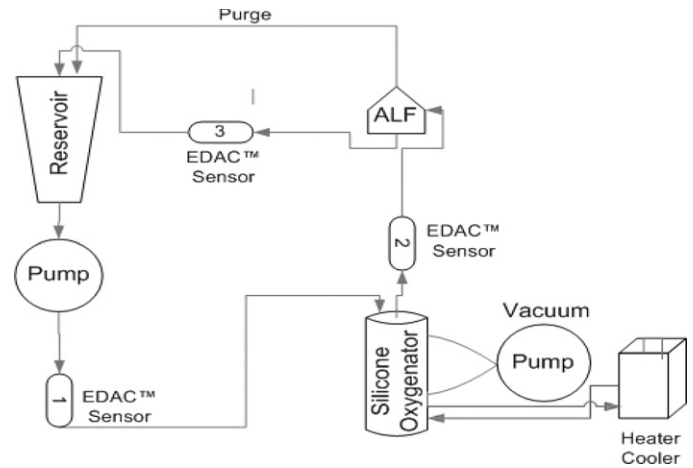 Purge
Reservoir
ALF
3
EDAC™
Sensor
2
EDAC™
Sensor
Pump
Vacuum
Pump
Silicone
Oxygenator
1
EDAC™
Sensor
Heater
Cooler